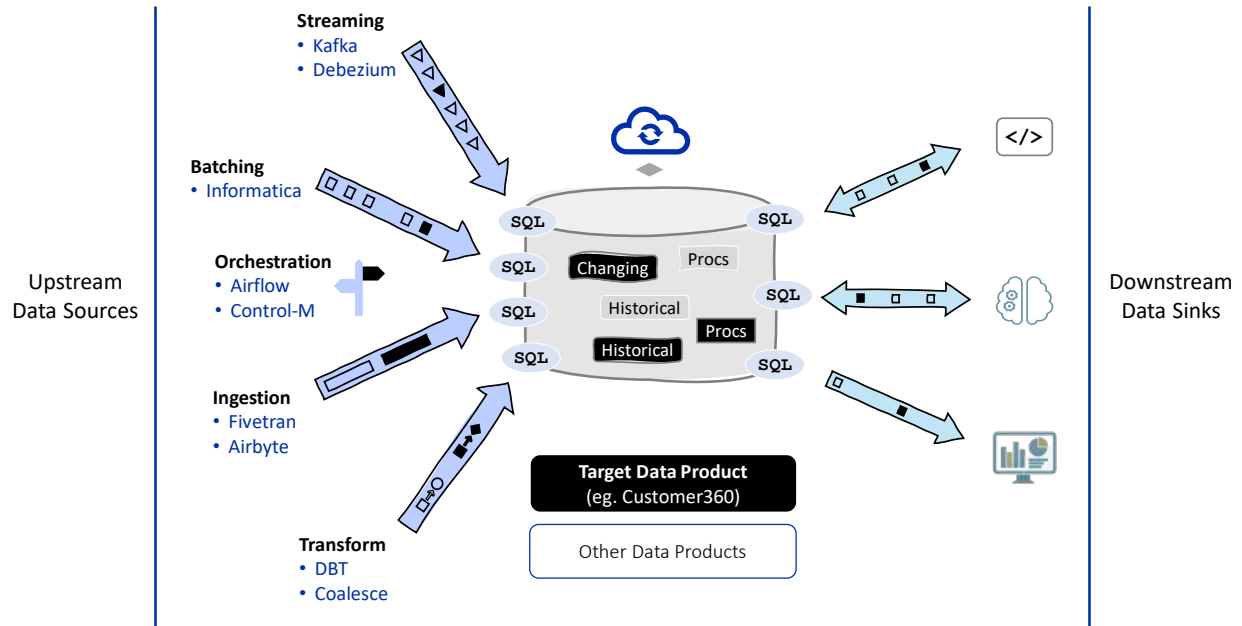 Streaming
• Kafka
• Debezium
Batching
• Informatica
Orchestration
• Airflow
• Control-M
Ingestion
• Fivetran
• Airbyte
Transform
• DBT
• Coalesce
Upstream
Data Sources
SQL
SQL
SQL
SQL
Changing
Procs
Historical
Procs
Historical
SQL
SQL
SQL
Target Data Product
(eg. Customer360)
Other Data Products
</>
Downstream
Data Sinks